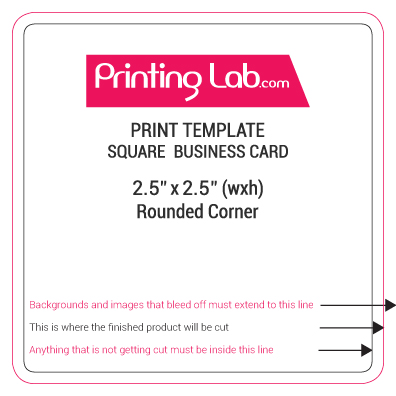 Printing Lab.com
PRINT TEMPLATE
SQUARE BUSINESS CARD
2.5" x 2.5" (wxh)
Rounded Corner
Backgrounds and images that bleed off must extend to this line
This is where the finished product will be cut
Anything that is not getting cut must be inside this line